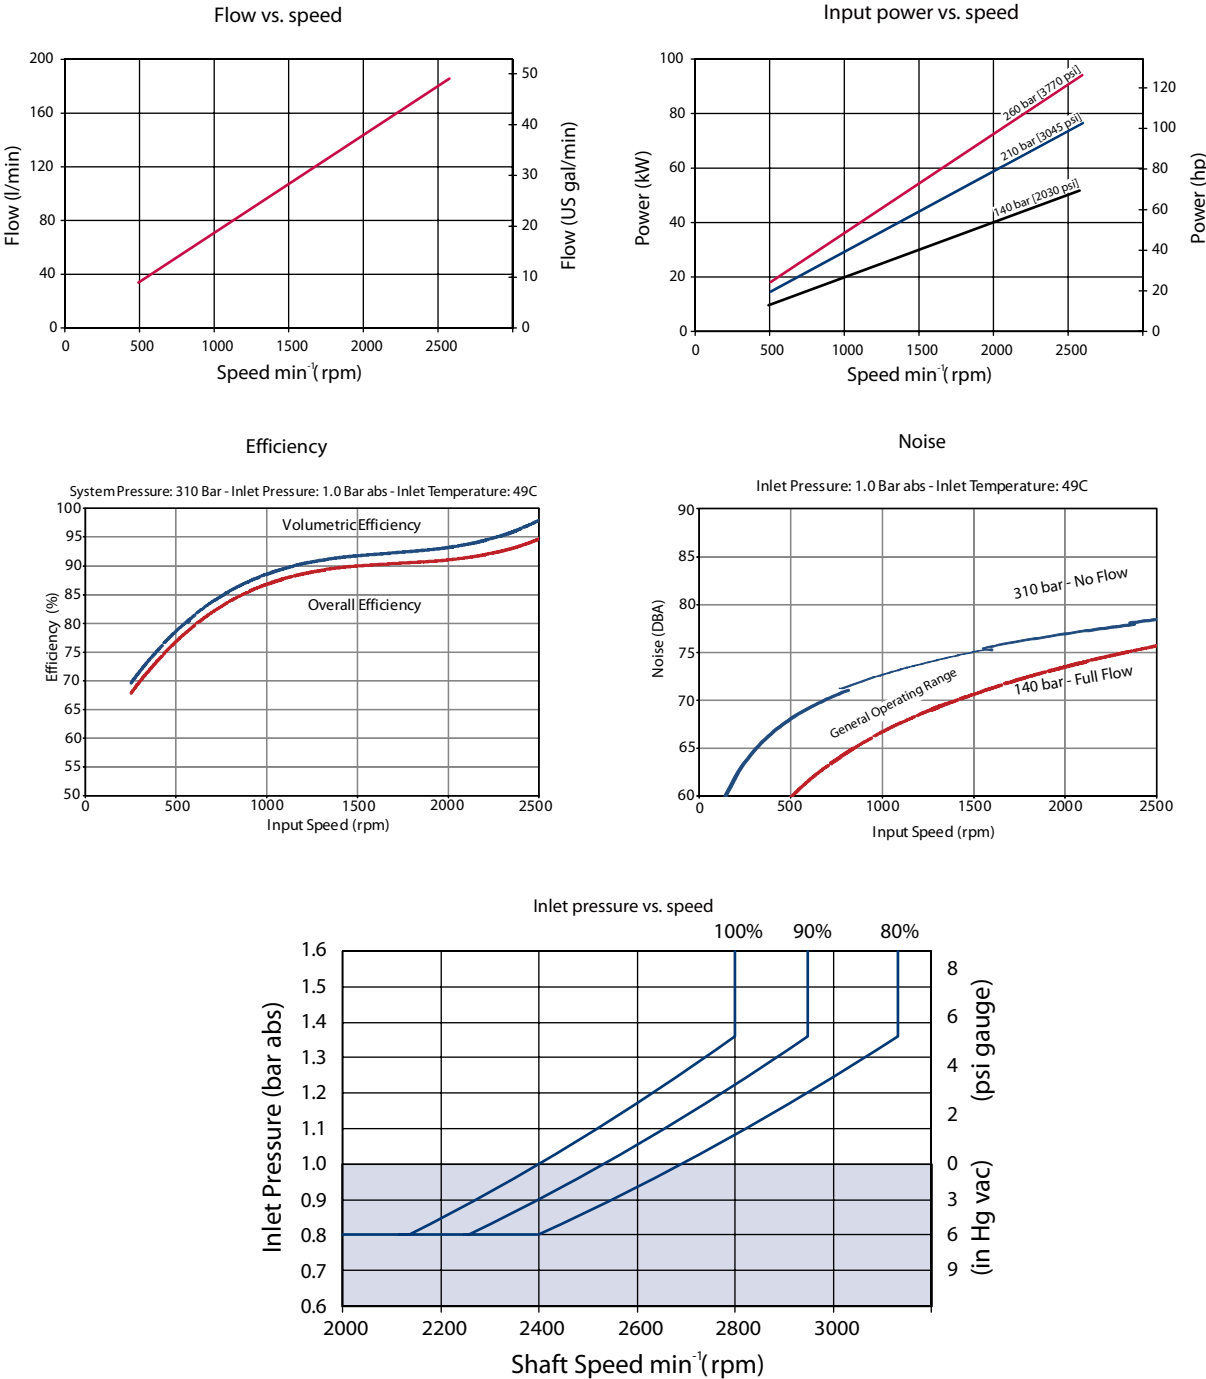 Flow vs. speed
200
160
120
80
40
0
Flow (l/min)
50
40
30
20
10
0
Flow (US gal/min)
0 500 1000 1500 2000 2500
Speed min-1( rpm)
Input power vs. speed
100
80
60
40
20
0
Power (kW)
260 bar [3770 psi]
210 bar [3045 psi]
140 bar [2030 psi]
120
100
80
60
40
20
0
Power (hp)
0 500 1000 1500 2000 2500
Speed min-1( rpm)
Efficiency
System Pressure: 310 Bar - Inlet Pressure: 1.0 Bar abs - Inlet Temperature: 49C
100
95
90
85
80
75
70
65
60
55
50
Efficiency (%)
Volumetric Efficiency
Overall Efficiency
0 500 1000 1500 2000 2500
Input Speed (rpm)
Noise
Inlet Pressure: 1.0 Bar abs - Inlet Temperature: 49C
90
85
80
75
70
65
60
Noise (DBA)
310 bar - No Flow
General Operating Range
140 bar - Full Flow
0 500 1000 1500 2000 2500
Input Speed (rpm)
Inlet pressure vs. speed
100% 90% 80%
1.6
1.5
1.4
1.3
1.2
1.1
1.0
0.9
0.8
0.7
0.6
Inlet Pressure (bar abs)
8
6
4
2
0
3
6
9
(psi gauge)
(in Hg vac)
2000 2200 2400 2600 2800 3000
Shaft Speed min-1( rpm)